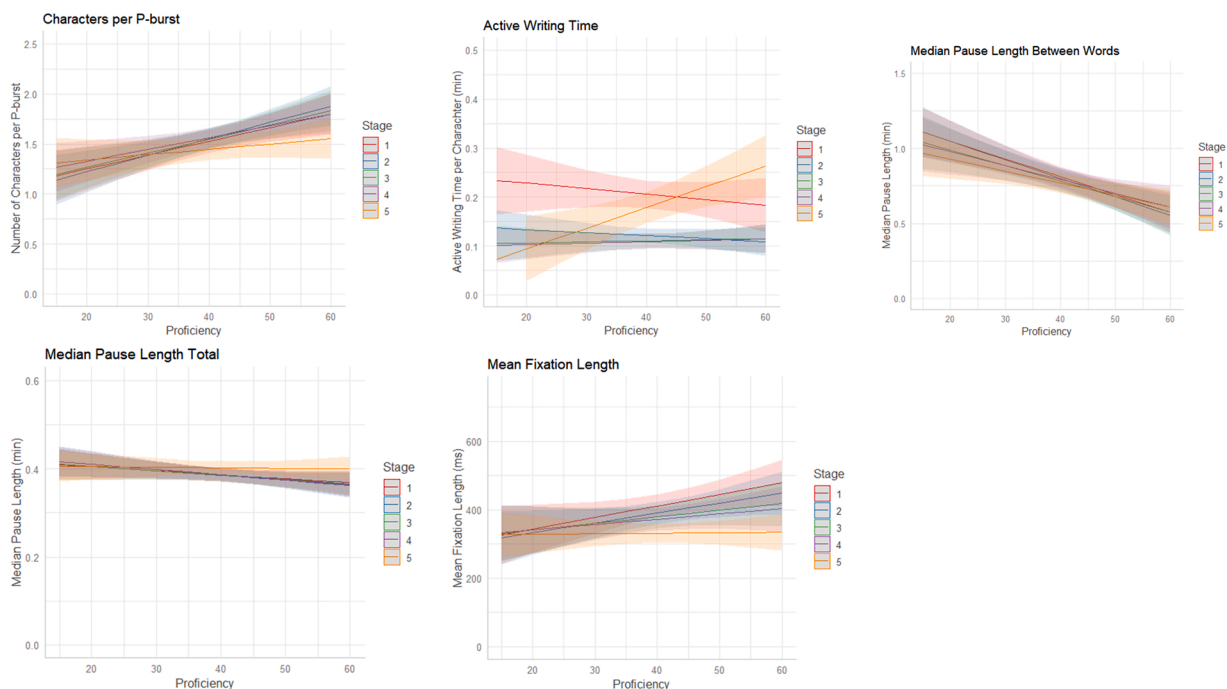 Characters per P-burst
Number of Characters per P-burst
2.5
2.0
1.5
1.0
0.5
0.0
20 30 40 50 60
Proficiency
Stage
1
2
3
4
5
Active Writing Time
Active Writing Time per Charachter (min)
0.5
0.4
0.3
0.2
0.1
0.0
20 30 40 50 60
Proficiency
Stage
1
2
3
4
5
Median Pause Length Between Words
Median Pause Length (min)
1.5
1.0
0.5
0.0
20 30 40 50 60
Proficiency
Stage
1
2
3
4
5
Median Pause Length Total
Median Pause Length (min)
0.6
0.4
0.4
0.0
20 30 40 50 60
Proficiency
Stage
1
2
3
4
5
Mean Fixation Length
Mean Fixation Length (ms)
600
400
200
0
20 30 40 50 60
Proficiency
Stage
1
2
3
4
5